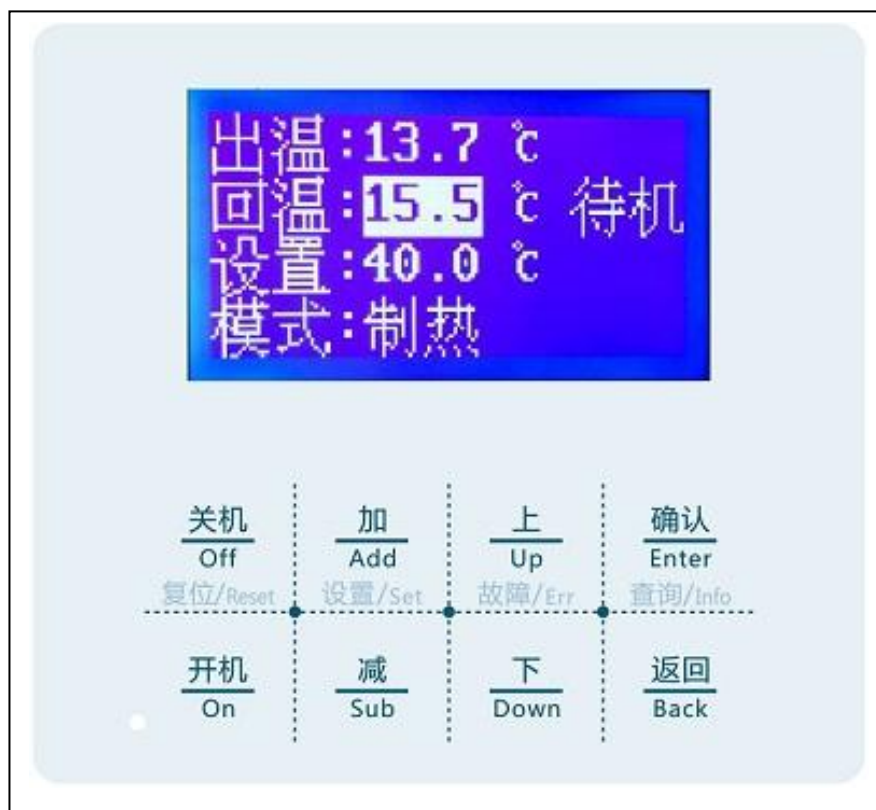 出温:13.7 ℃
回温:15.5 ℃ 待机
设置:40.0 ℃
模式:制热
关机 加 上 确认
Off Add Up Enter
复位/Reset 设置/Set 故障/Err 查询/Info
开机 减 下 返回
On Sub Down Back